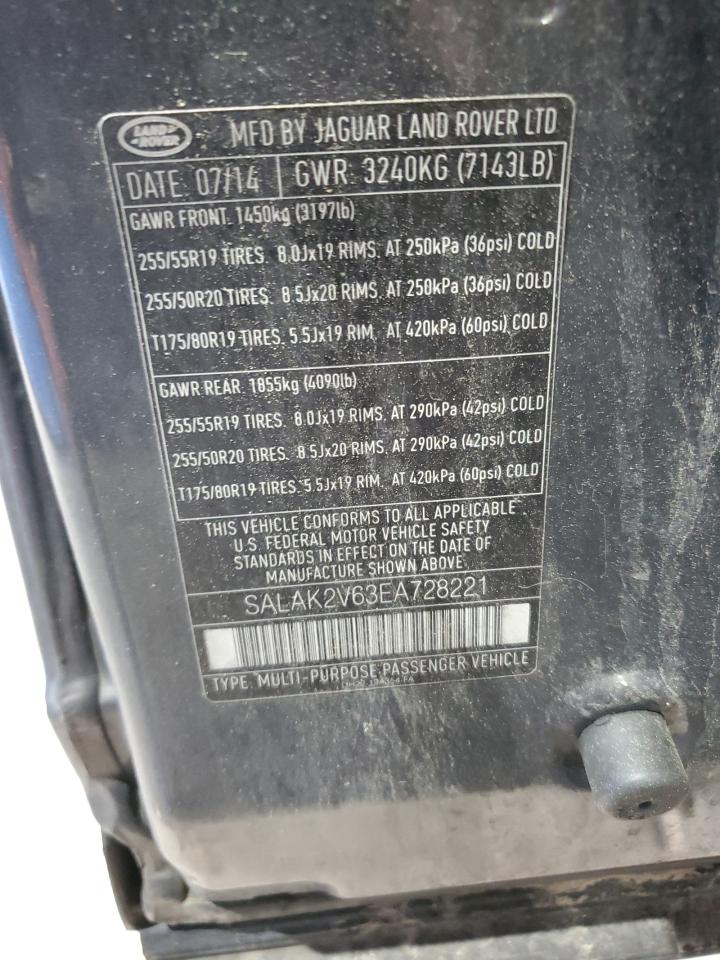 LAND ROVER
MFD BY JAGUAR LAND ROVER LTD
DATE. 07/14 GWR: 3240KG (7143LB)
GAWR FRONT. 1450kg (3197lb)
255/55R19 TIRES. 8.0Jx19 RIMS. AT 250kPa (36psi) COLD
255/50R20 TIRES. 8.5Jx20 RIMS. AT 250kPa (36psi) COLD
T175/80R19 TIRES. 5.5Jx19 RIM. AT 420kPa (60psi) COLD
GAWR REAR. 1855kg (4090lb)
255/55R19 TIRES. 8.0Jx19 RIMS. AT 290kPa (42psi) COLD
255/50R20 TIRES. 8.5Jx20 RIMS. AT 290kPa (42psi) COLD
T175/80R19 TIRES. 5.5Jx19 RIM. AT 420kPa (60psi) COLD
THIS VEHICLE CONFORMS TO ALL APPLICABLE
U.S. FEDERAL MOTOR VEHICLE SAFETY
STANDARDS IN EFFECT ON THE DATE OF
MANUFACTURE SHOWN ABOVE.
SALAK2V63EA728221
TYPE. MULTI-PURPOSE PASSENGER VEHICLE